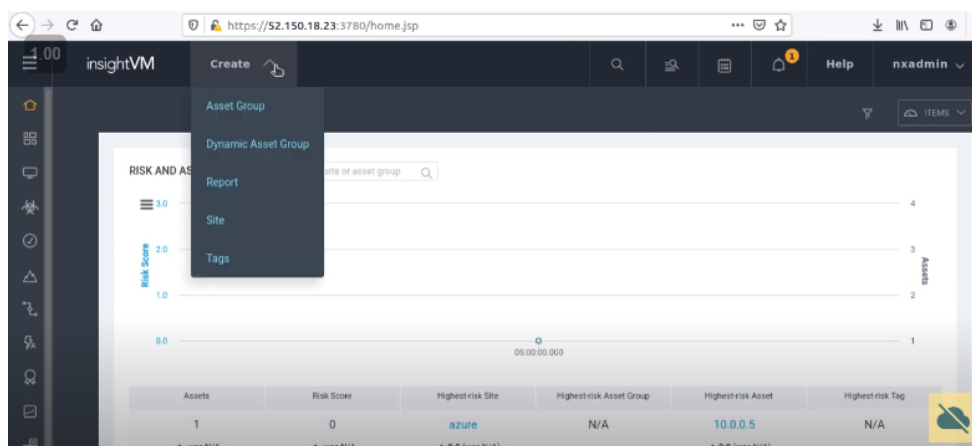 https://52.150.18.23:3780/home.jsp
1.00
insightVM
Create
1
Help
nxadmin
Asset Group
ITEMS
Dynamic Asset Group
RISK AND AS
site or asset group
Report
3.0
4
Site
2.0
3
Risk Score
Assets
Tags
1.0
2
0.0
1
05:00:00.000
Assets Risk Score Highest-risk Site Highest-risk Asset Group Highest-risk Asset Highest-risk Tag
1 0 azure N/A 10.0.0.5 N/A